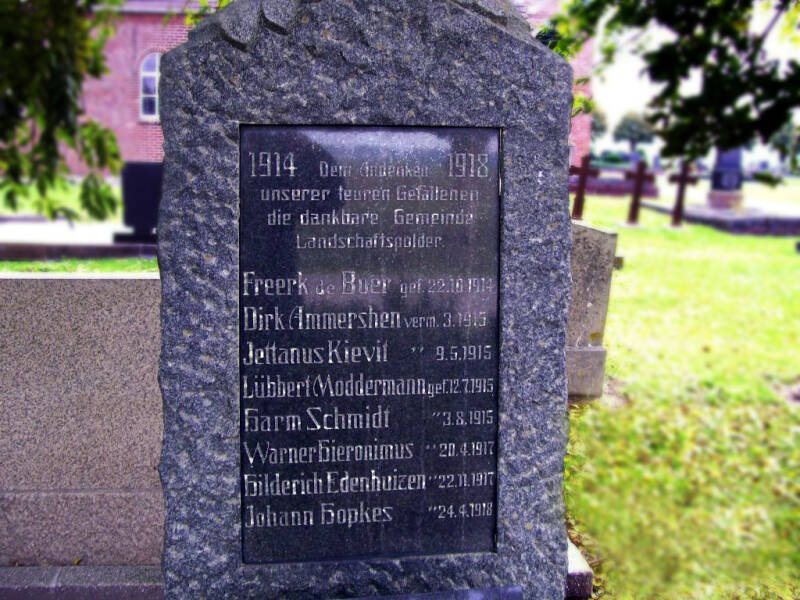 1914 Dem Andenken 1918
unserer teuren Gefallenen
die dankbare Gemeinde
Landschaftspolder.
Freerk de Buer gef. 22.10.1914
Dirk Ammershen verm. 3.1915
Jettanus Kievit " 9.5.1915
Lübbert Moddermann gef. 12.7.1915
Harm Schmidt " 3.8.1915
Warner Hieronimus " 20.4.1917
Hilderich Edenhuizen " 22.11.1917
Johann Hopkes " 24.4.1918